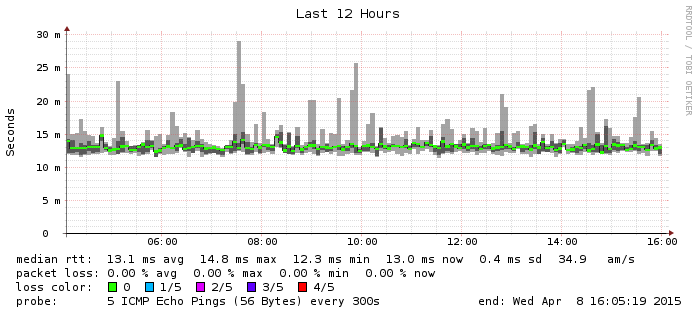 Last 12 Hours
RRDTOOL / TOBI OETIKER
Seconds
30 m
25 m
20 m
15 m
10 m
5 m
0
06:00 08:00 10:00 12:00 14:00 16:00
median rtt: 13.1 ms avg 14.8 ms max 12.3 ms min 13.0 ms now 0.4 ms sd 34.9 am/s
packet loss: 0.00 % avg 0.00 % max 0.00 % min 0.00 % now
loss color: 0 1/5 2/5 3/5 4/5
probe: 5 ICMP Echo Pings (56 Bytes) every 300s end: Wed Apr 8 16:05:19 2015